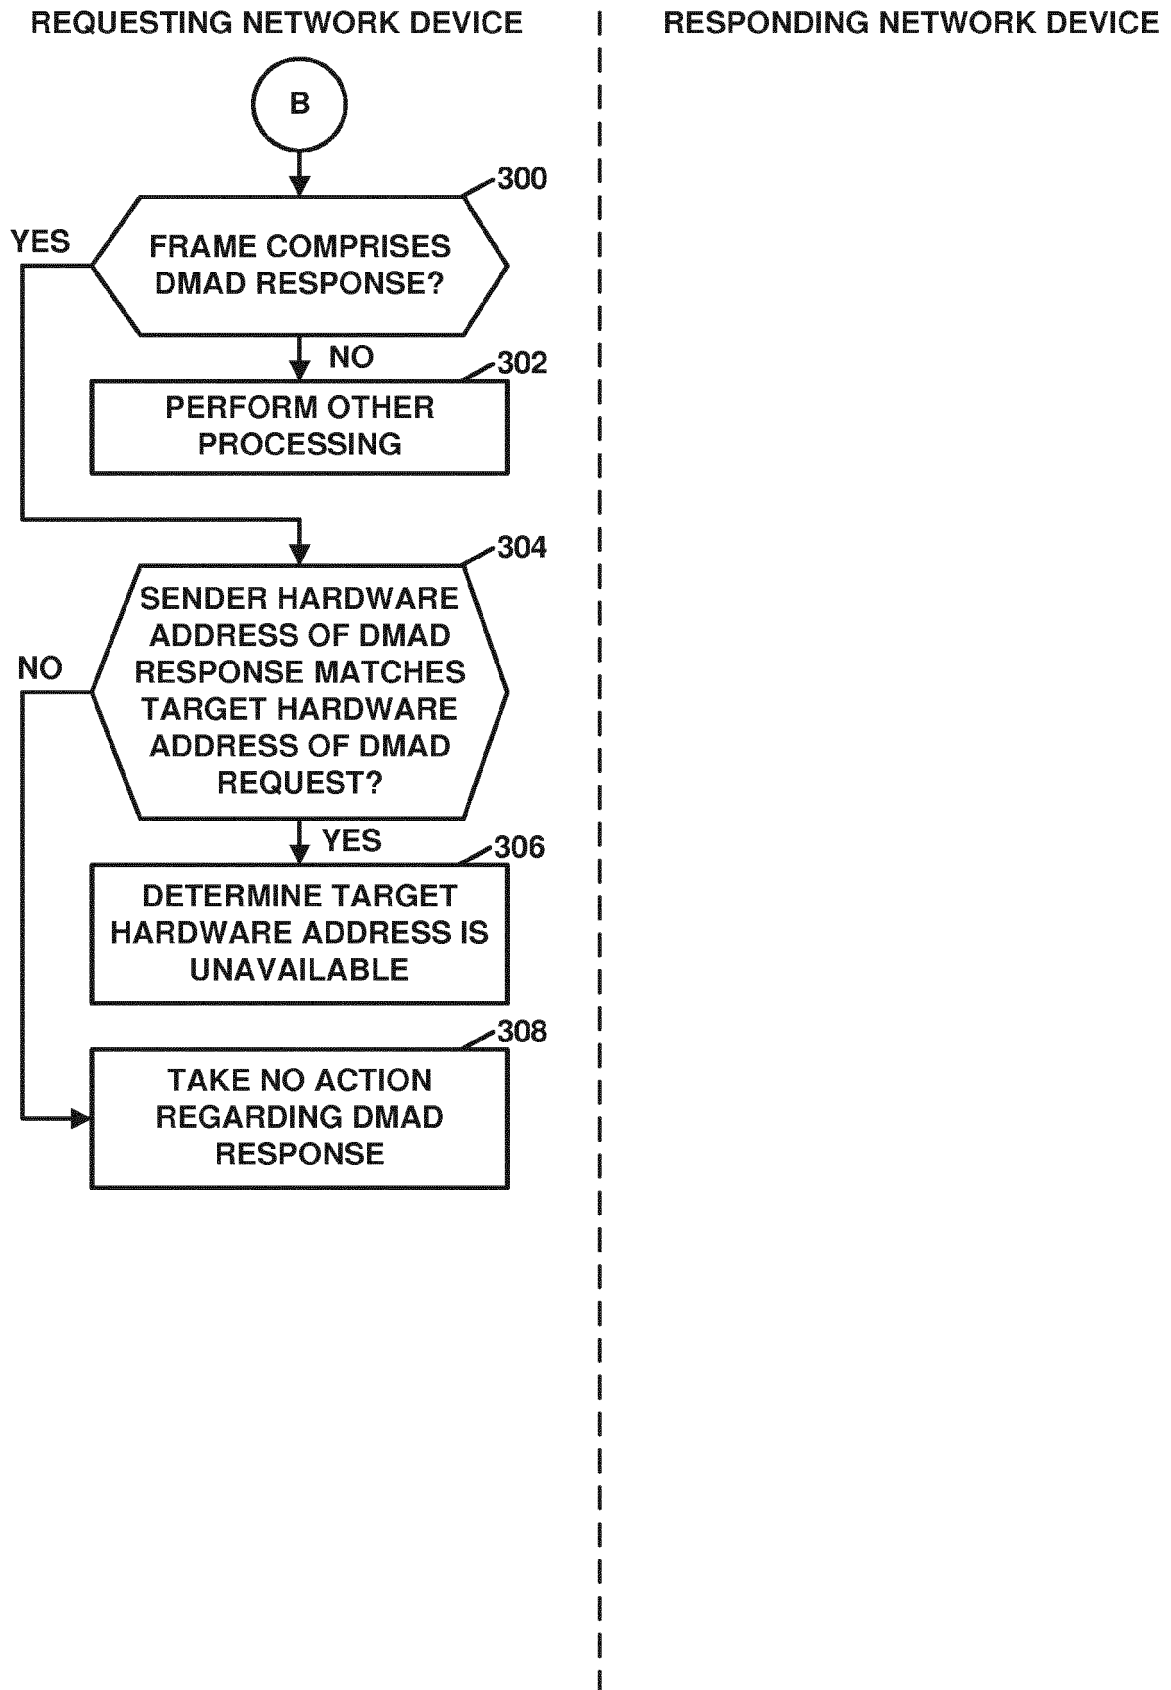 REQUESTING NETWORK DEVICE
RESPONDING NETWORK DEVICE
B
300
YES
FRAME COMPRISES
DMAD RESPONSE?
NO
302
PERFORM OTHER
PROCESSING
304
SENDER HARDWARE
ADDRESS OF DMAD
RESPONSE MATCHES
TARGET HARDWARE
ADDRESS OF DMAD
REQUEST?
NO
YES
306
DETERMINE TARGET
HARDWARE ADDRESS IS
UNAVAILABLE
308
TAKE NO ACTION
REGARDING DMAD
RESPONSE